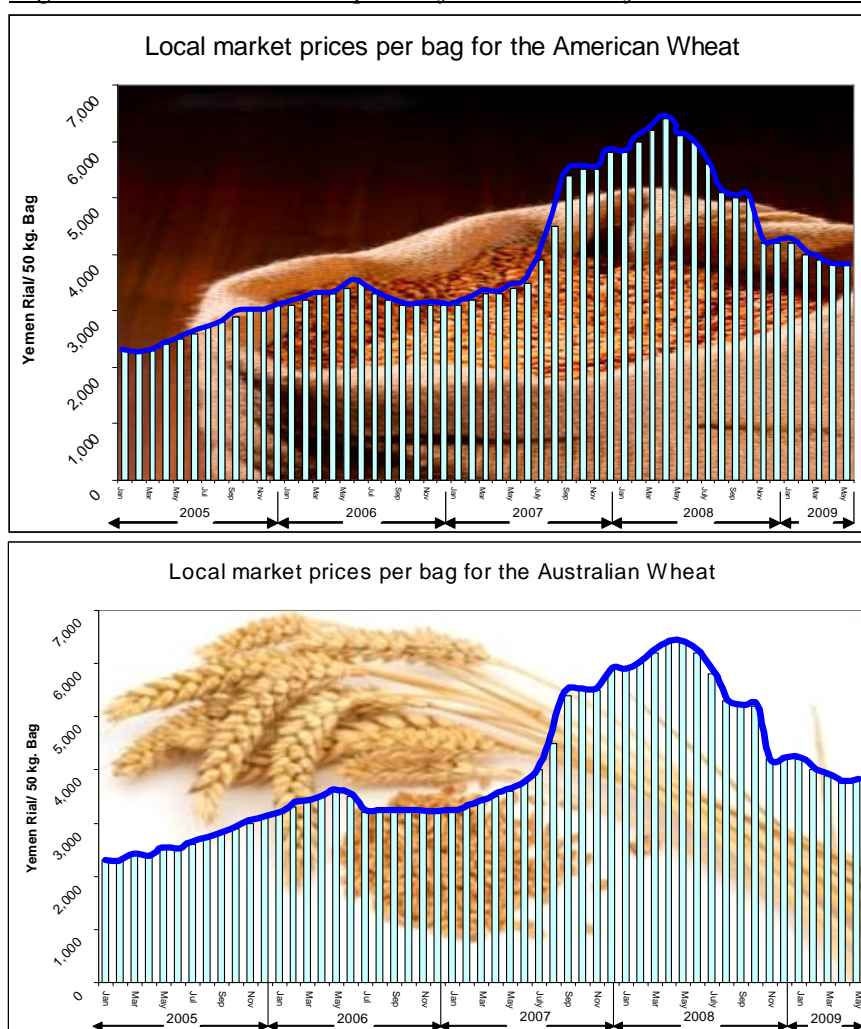 Local market prices per bag for the American Wheat
Yemen Rial/ 50 kg. Bag
7,000
6,000
5,000
4,000
3,000
2,000
1,000
0
Jan Mar May Jul Sep Nov Jan Mar May Jul Sep Nov Jan Mar May July Sep Nov Jan Mar May July Sep Nov Jan Mar May
2005 2006 2007 2008 2009
Local market prices per bag for the Australian Wheat
Yemen Rial/ 50 kg. Bag
7,000
6,000
5,000
4,000
3,000
2,000
1,000
0
Jan Mar May Jul Sep Nov Jan Mar May Jul Sep Nov Jan Mar May July Sep Nov Jan Mar May July Sep Nov Jan Mar May
2005 2006 2007 2008 2009